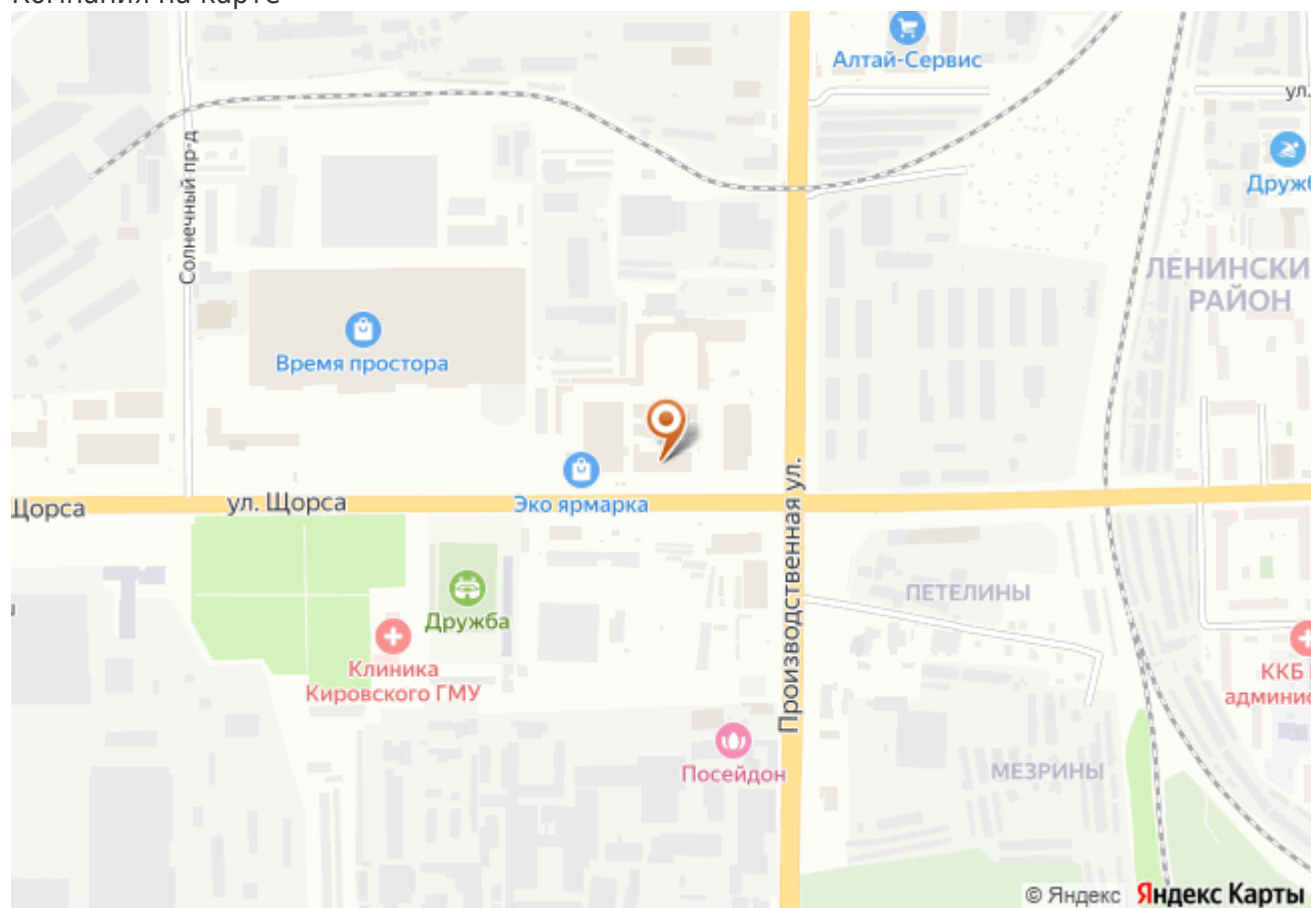 Компания на карте
Алтай-Сервис
ул.
Солнечный пр-д
Друж
ЛЕНИНСКИ
РАЙОН
Время простора
Щорса
ул. Щорса
Эко ярмарка
Производственная ул.
ПЕТЕЛИНЫ
Дружба
Клиника
Кировского ГМУ
ККБ
админис
Посейдон
МЕЗРИНЫ
© Яндекс Яндекс Карты